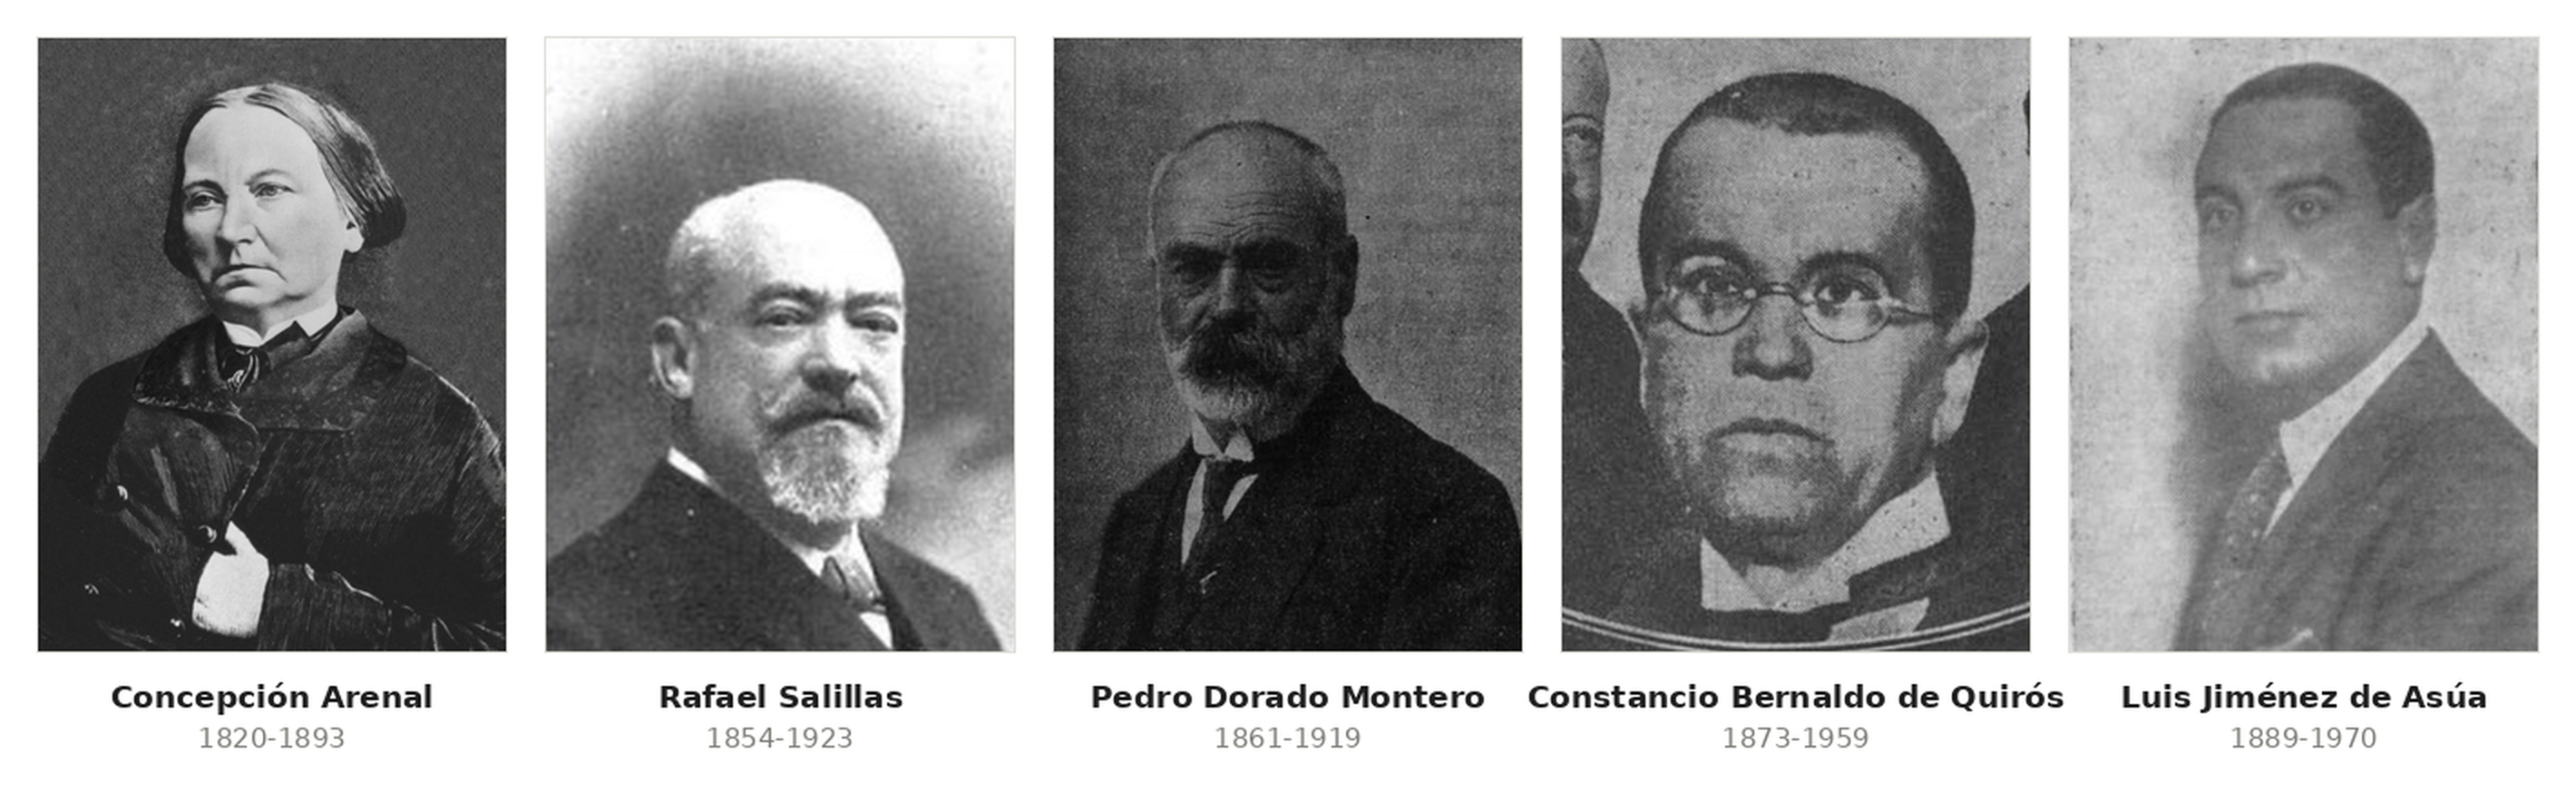 Concepción Arenal
1820-1893
Rafael Salillas
1854-1923
Pedro Dorado Montero
1861-1919
Constancio Bernaldo de Quirós
1873-1959
Luis Jiménez de Asúa
1889-1970